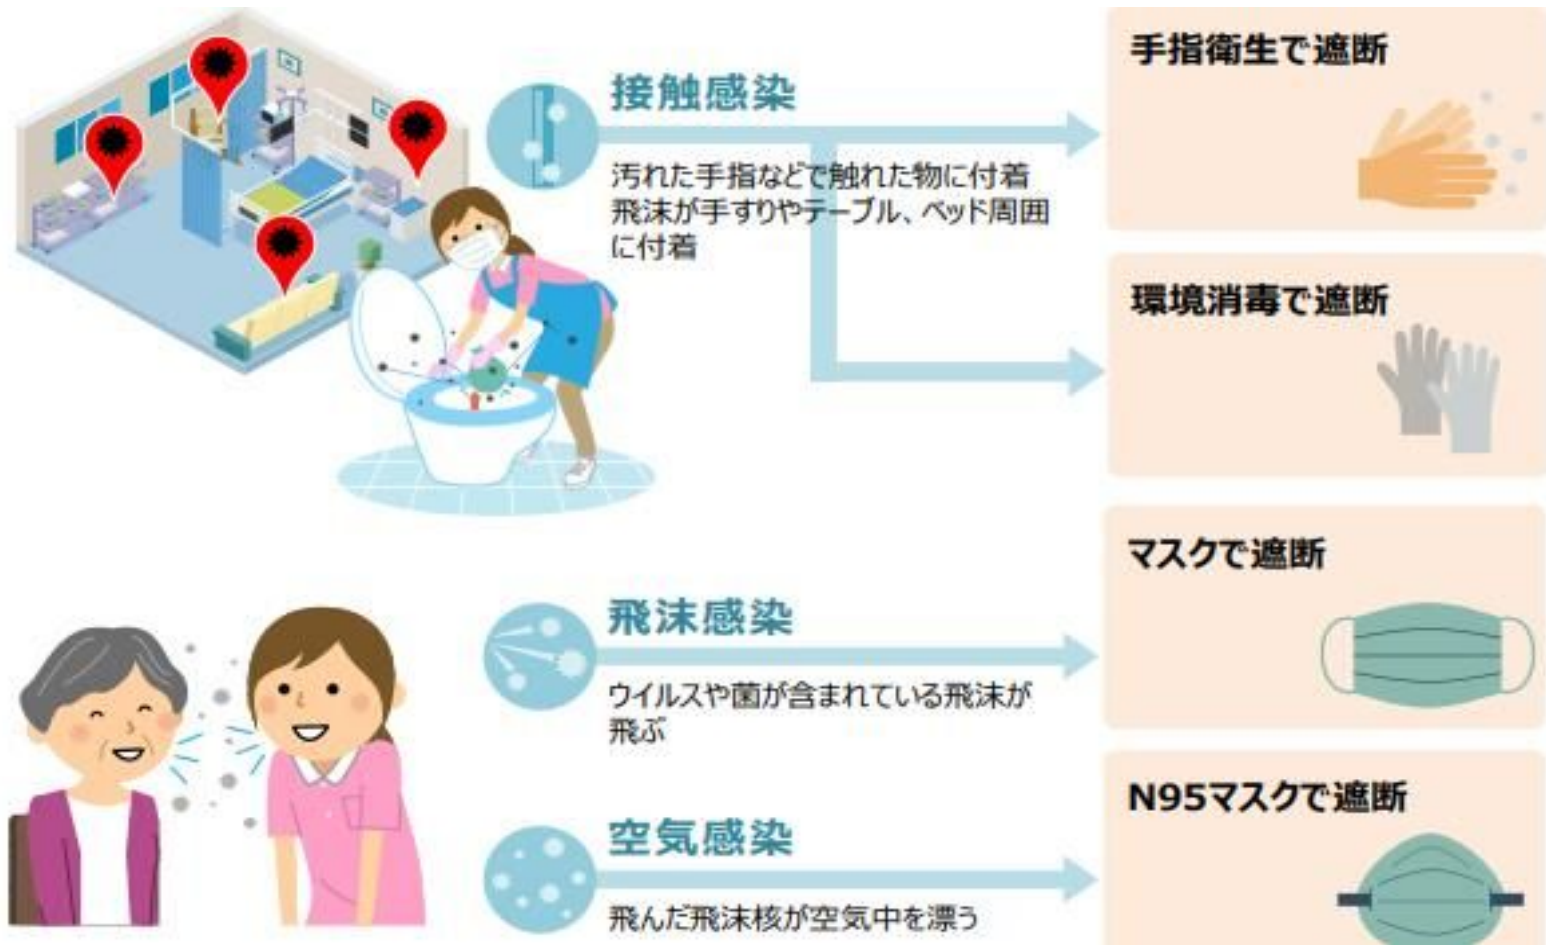 接触感染
汚れた手指などで触れた物に付着
飛沫が手すりやテーブル、ベッド周囲
に付着
手指衛生で遮断
環境消毒で遮断
飛沫感染
ウイルスや菌が含まれている飛沫が
飛ぶ
マスクで遮断
空気感染
飛んだ飛沫核が空気中を漂う
N95マスクで遮断